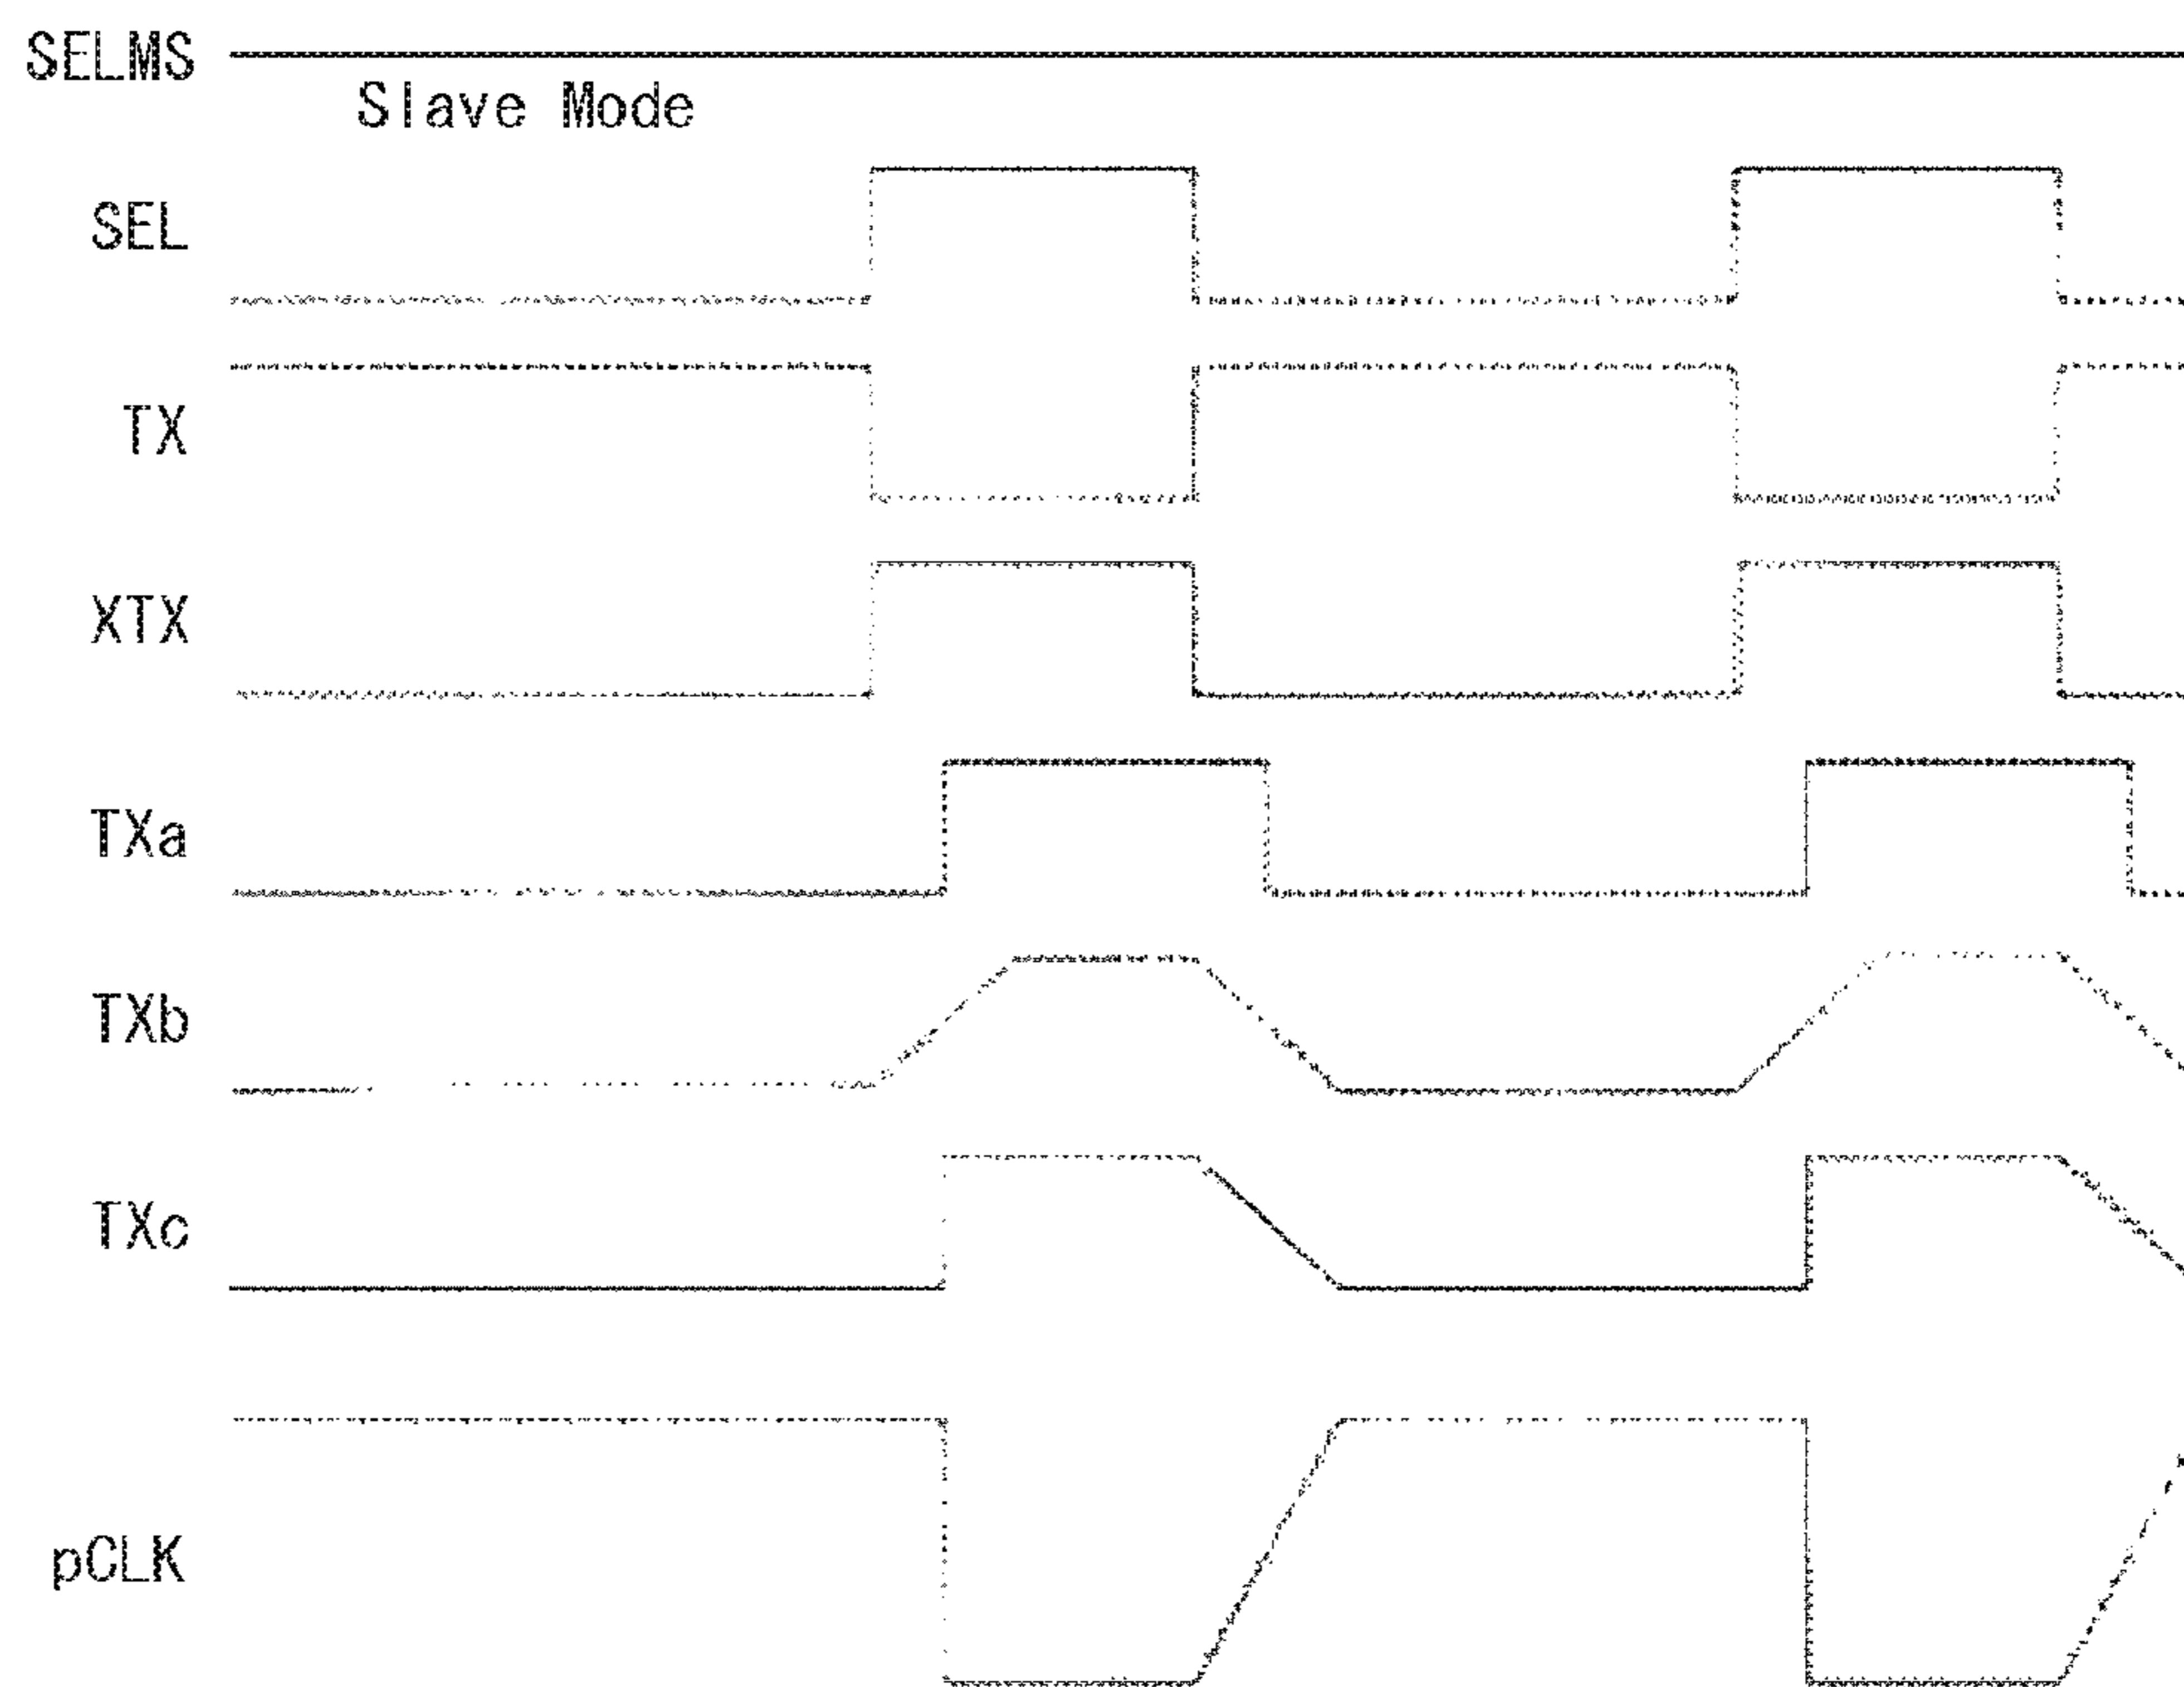 SELMS
Slave Mode
SEL
TX
XTX
TXa
TXb
TXc
pCLK